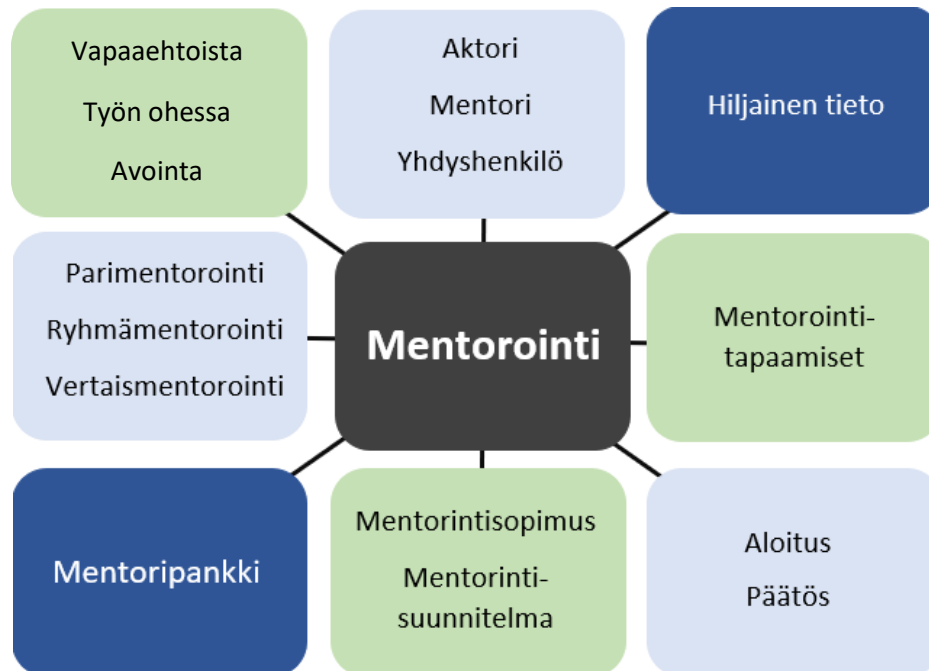 Vapaaehtoista
Työn ohessa
Avointa
Aktori
Mentori
Yhdyshenkilö
Hiljainen tieto
Parimentorointi
Ryhmämentorointi
Vertaismentorointi
Mentorointi
Mentorointi-
tapaamiset
Mentoripankki
Mentorintisopimus
Mentorinti-
suunnitelma
Aloitus
Päätös